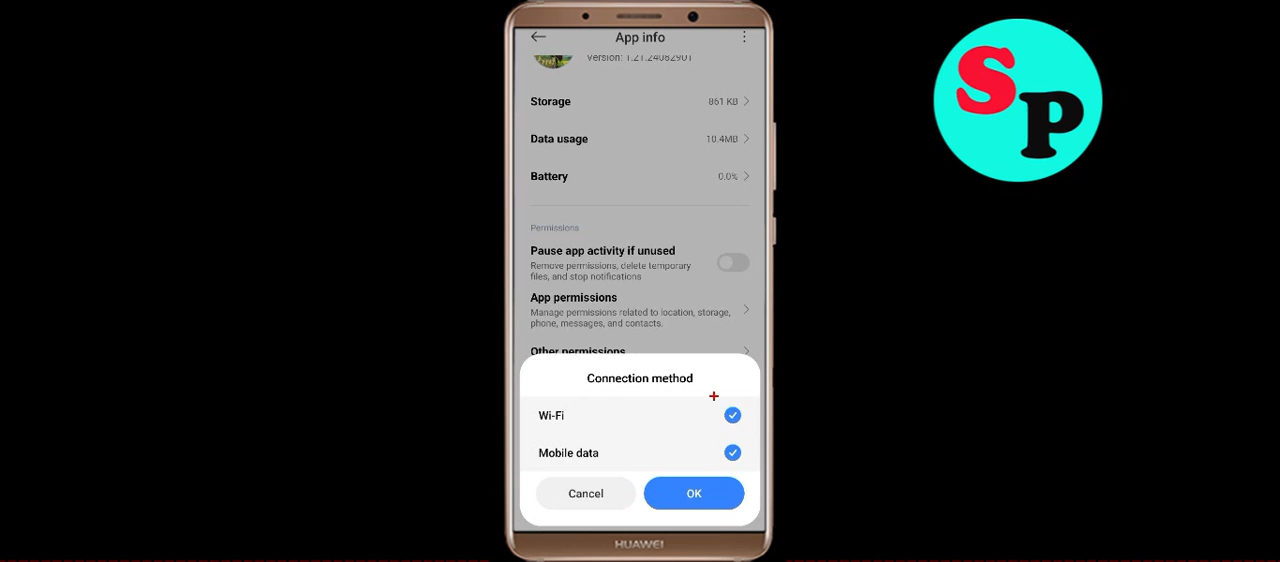 App info
Version: 1.21.24082901
Storage 861 KB
Data usage 10.4MB
Battery 0.0%
Permissions
Pause app activity if unused
Remove permissions, delete temporary
files, and stop notifications
App permissions
Manage permissions related to location, storage,
phone, messages, and contacts.
Other permissions
Connection method
Wi-Fi
Mobile data
Cancel OK
HUAWEI
SP